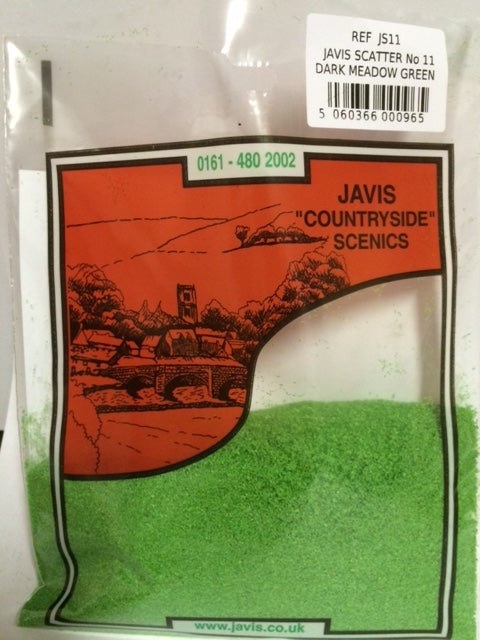 REF JS11
JAVIS SCATTER No 11
DARK MEADOW GREEN
5 060366 000965
0161 - 480 2002
JAVIS
"COUNTRYSIDE"
SCENICS
www.javis.co.uk